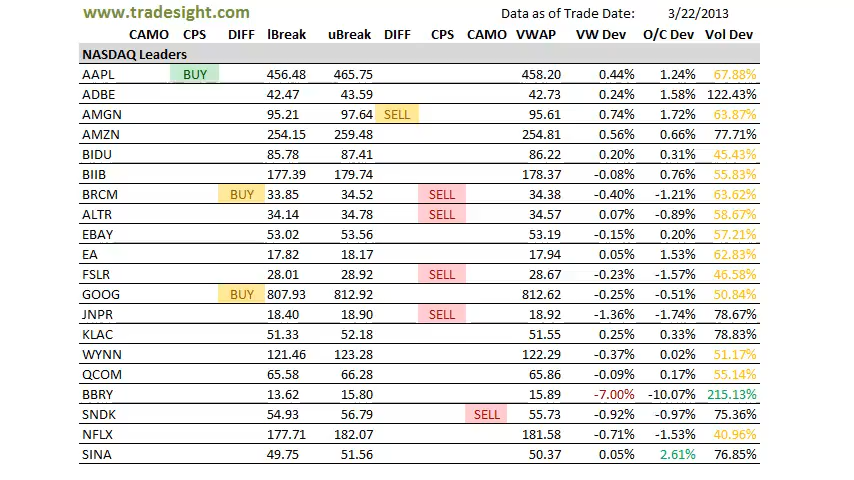 www.tradesight.com Data as of Trade Date: 3/22/2013
CAMO CPS DIFF lBreak uBreak DIFF CPS CAMO VWAP VW Dev O/C Dev Vol Dev
NASDAQ Leaders
AAPL BUY 456.48 465.75 458.20 0.44% 1.24% 67.88%
ADBE 42.47 43.59 42.73 0.24% 1.58% 122.43%
AMGN 95.21 97.64 SELL 95.61 0.74% 1.72% 63.87%
AMZN 254.15 259.48 254.81 0.56% 0.66% 77.71%
BIDU 85.78 87.41 86.22 0.20% 0.31% 45.43%
BIIB 177.39 179.74 178.37 -0.08% 0.76% 55.83%
BRCM BUY 33.85 34.52 SELL 34.38 -0.40% -1.21% 63.62%
ALTR 34.14 34.78 SELL 34.57 0.07% -0.89% 58.67%
EBAY 53.02 53.56 53.19 -0.15% 0.20% 57.21%
EA 17.82 18.17 17.94 0.05% 1.53% 62.83%
FSLR 28.01 28.92 SELL 28.67 -0.23% -1.57% 46.58%
GOOG BUY 807.93 812.92 812.62 -0.25% -0.51% 50.84%
JNPR 18.40 18.90 SELL 18.92 -1.36% -1.74% 78.67%
KLAC 51.33 52.18 51.55 0.25% 0.33% 78.83%
WYNN 121.46 123.28 122.29 -0.37% 0.02% 51.17%
QCOM 65.58 66.28 65.86 -0.09% 0.17% 55.14%
BBRY 13.62 15.80 15.89 -7.00% -10.07% 215.13%
SNDK 54.93 56.79 SELL 55.73 -0.92% -0.97% 75.36%
NFLX 177.71 182.07 181.58 -0.71% -1.53% 40.96%
SINA 49.75 51.56 50.37 0.05% 2.61% 76.85%